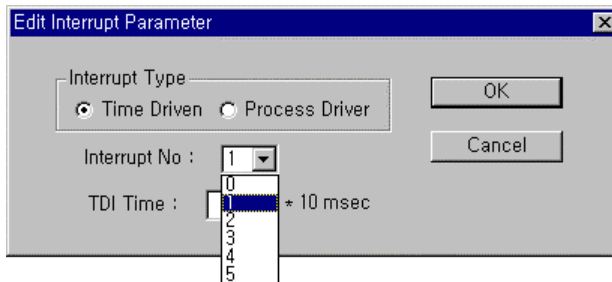 Edit Interrupt Parameter
Interrupt Type
Time Driven Process Driver
OK
Cancel
Interrupt No : 1
0
1
2
3
4
5
TDI Time : * 10 msec